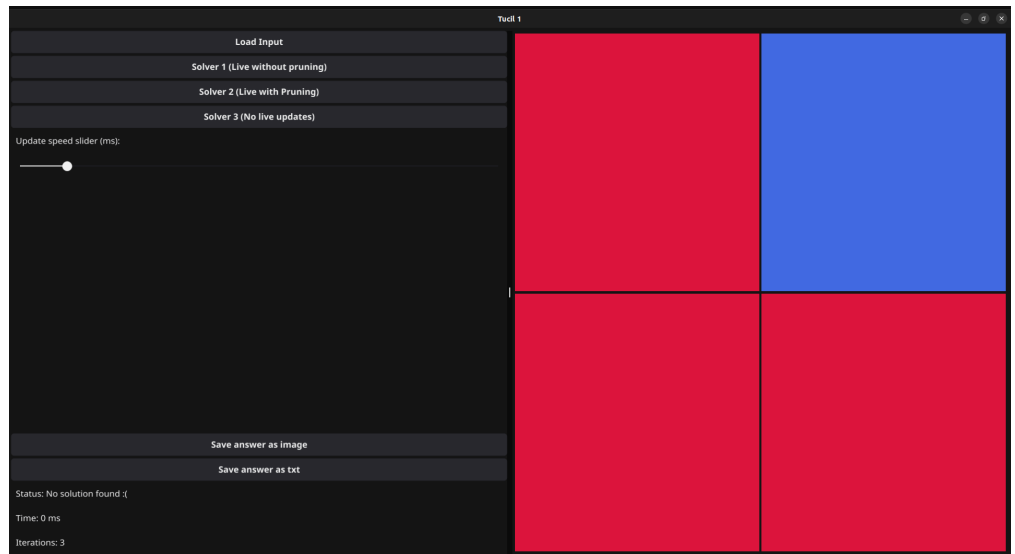 Tucil 1
Load Input
Solver 1 (Live without pruning)
Solver 2 (Live with Pruning)
Solver 3 (No live updates)
Update speed slider (ms):
Save answer as image
Save answer as txt
Status: No solution found :(
Time: 0 ms
Iterations: 3